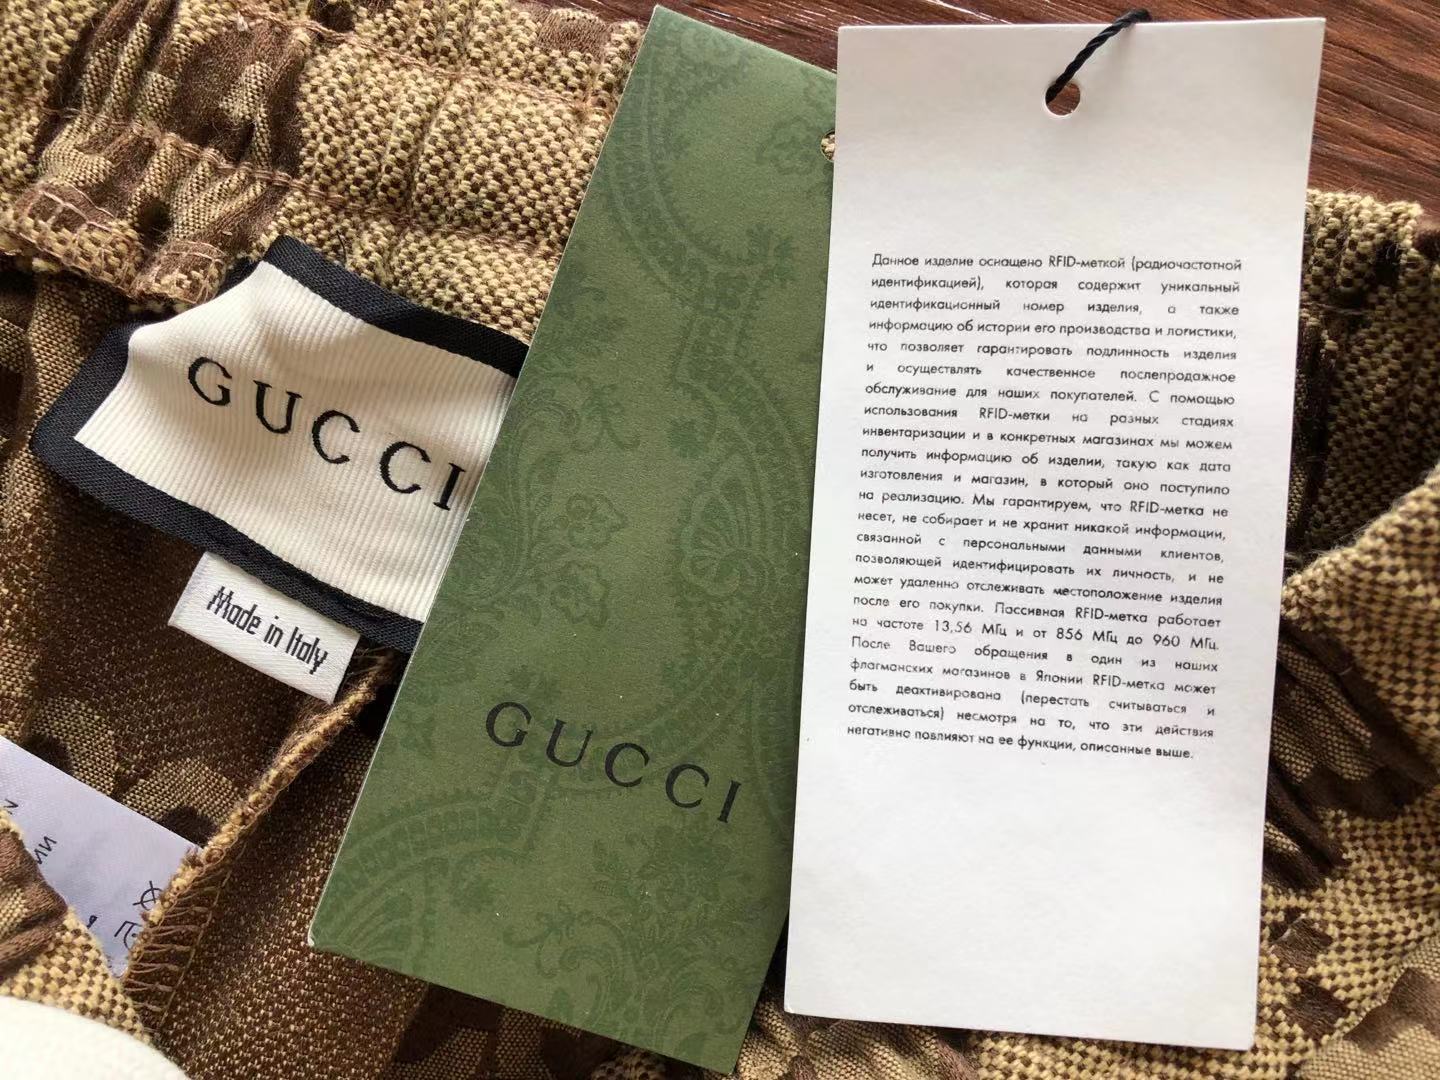 GUCCI
Made in Italy
GUCCI
Данное изделие оснащено RFID-меткой (радиочастотной
идентификацией), которая содержит уникальный
идентификационный номер изделия, а также
информацию об истории его производства и логистики,
что позволяет гарантировать подлинность изделия
и осуществлять качественное послепродажное
обслуживание для наших покупателей. С помощью
использования RFID-метки на разных стадиях
инвентаризации и в конкретных магазинах мы можем
получить информацию об изделии, такую как дата
изготовления и магазин, в который оно поступило
на реализацию. Мы гарантируем, что RFID-метка не
несет, не собирает и не хранит никакой информации,
связанной с персональными данными клиентов,
позволяющей идентифицировать их личность, и не
может удаленно отслеживать местоположение изделия
после его покупки. Пассивная RFID-метка работает
на частоте 13,56 МГц и от 856 МГц до 960 МГц.
После Вашего обращения в один из наших
флагманских магазинов в Японии RFID-метка может
быть деактивирована (перестать считываться и
отслеживаться) несмотря на то, что эти действия
негативно повлияют на ее функции, описанные выше.